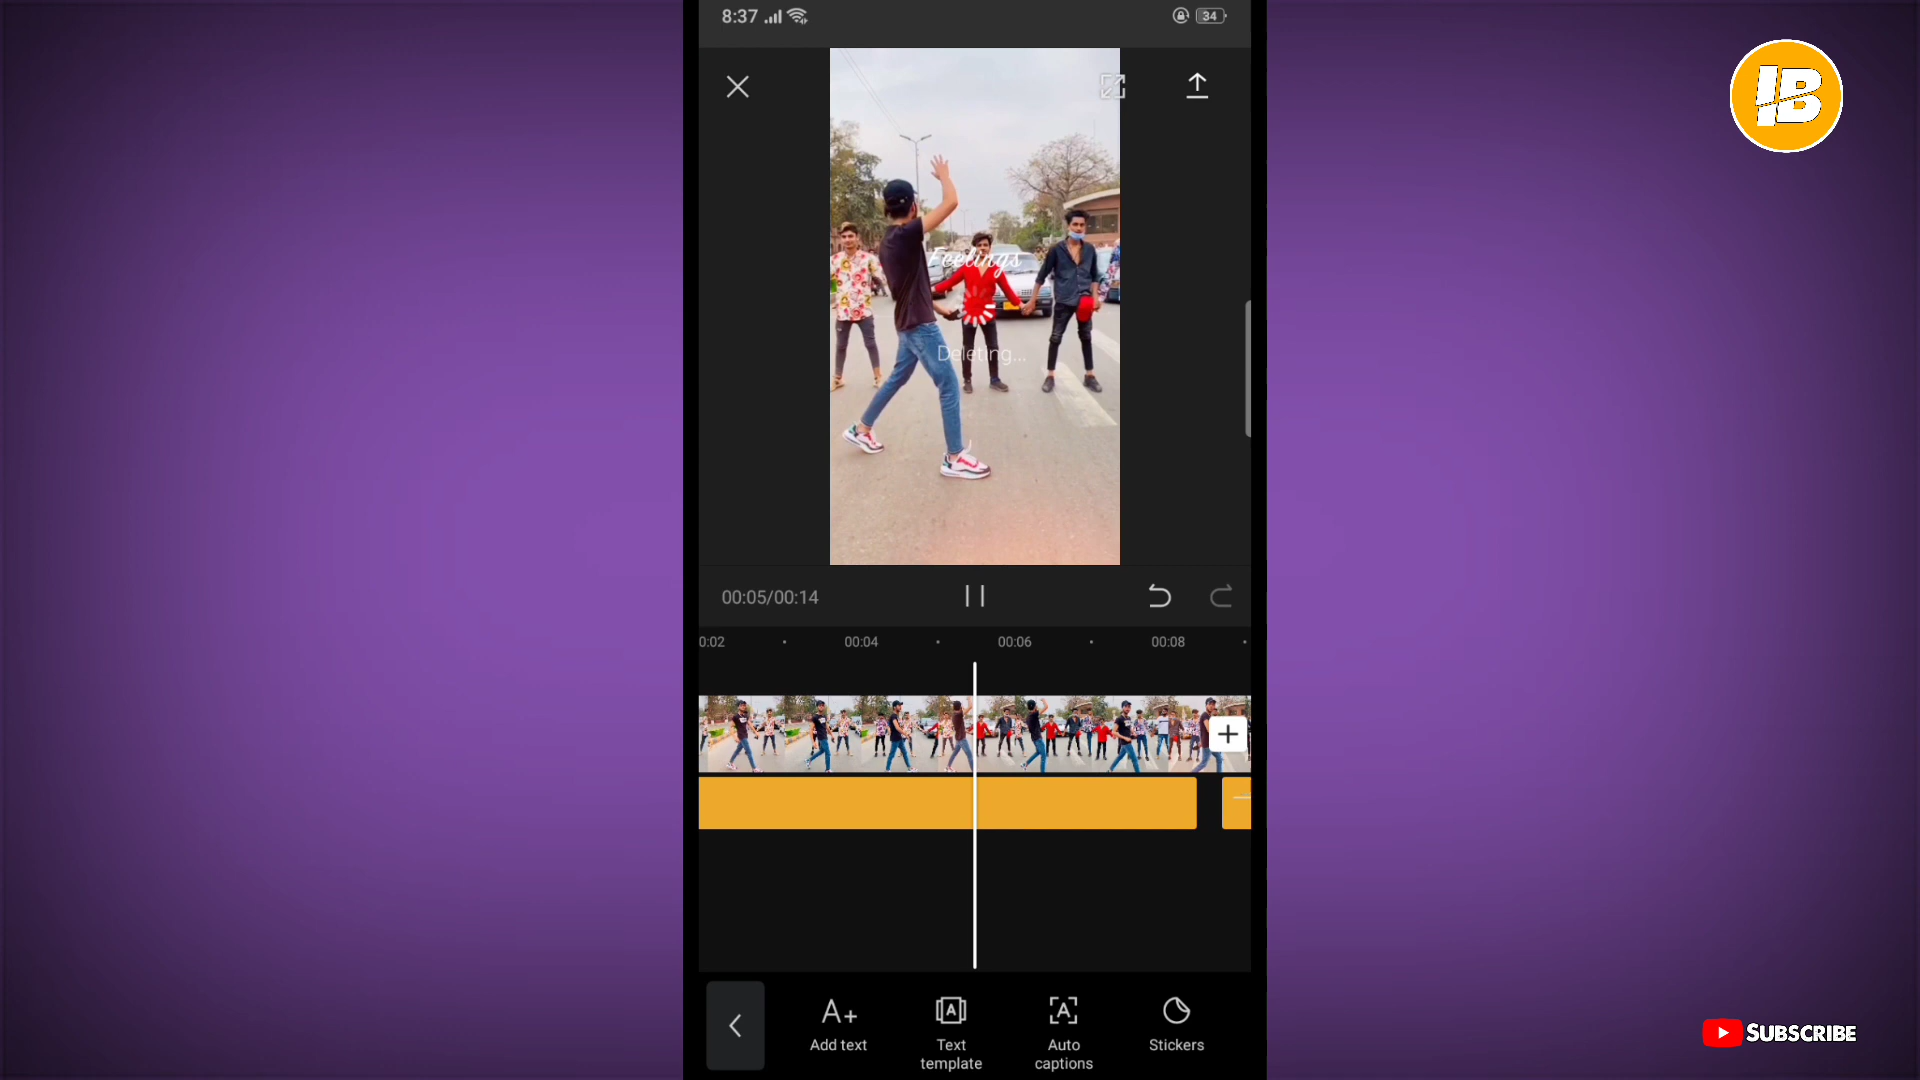 8:37
34
IB
Feelings
Deleting...
00:05/00:14
0:02
00:04
00:06
00:08
A+
A
A
Add text
Text
template
Auto
captions
Stickers
SUBSCRIBE